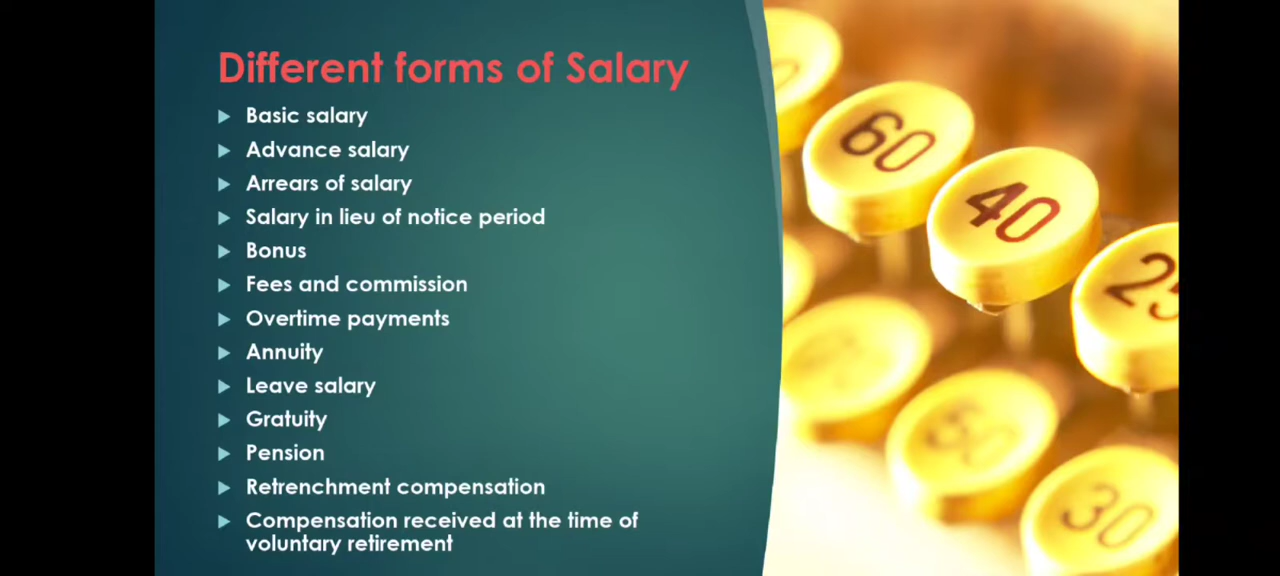 Different forms of Salary
Basic salary
Advance salary
Arrears of salary
Salary in lieu of notice period
Bonus
Fees and commission
Overtime payments
Annuity
Leave salary
Gratuity
Pension
Retrenchment compensation
Compensation received at the time of
voluntary retirement
60
40
25
30